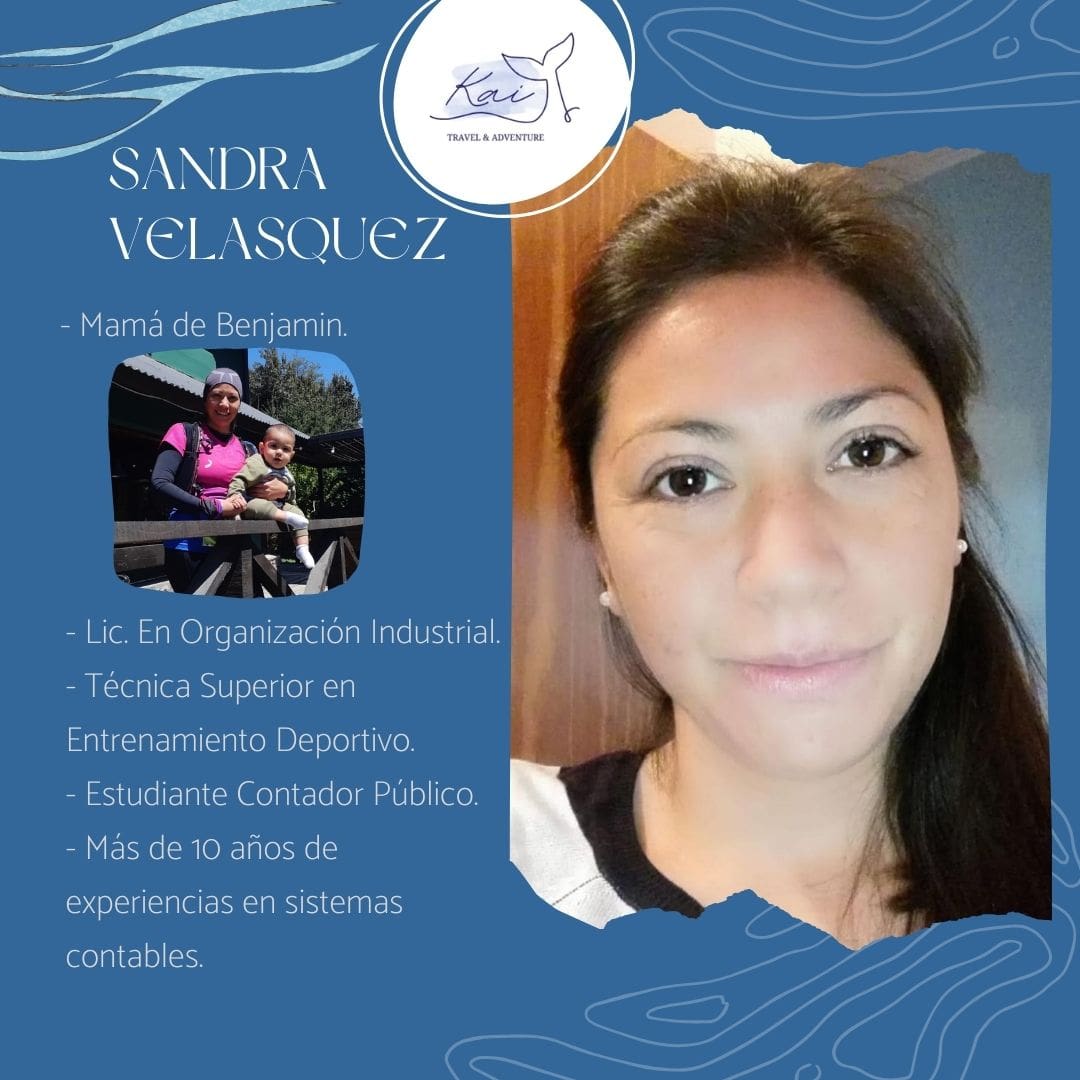 Kai
TRAVEL & ADVENTURE
SANDRA
VELASQUEZ
- Mamá de Benjamin.
- Lic. En Organización Industrial.
- Técnica Superior en
Entrenamiento Deportivo.
- Estudiante Contador Público.
- Más de 10 años de
experiencias en sistemas
contables.